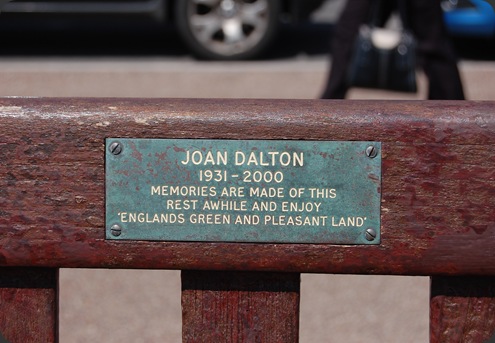 JOAN DALTON
1931-2000
MEMORIES ARE MADE OF THIS
REST AWHILE AND ENJOY
'ENGLANDS GREEN AND PLEASANT LAND'